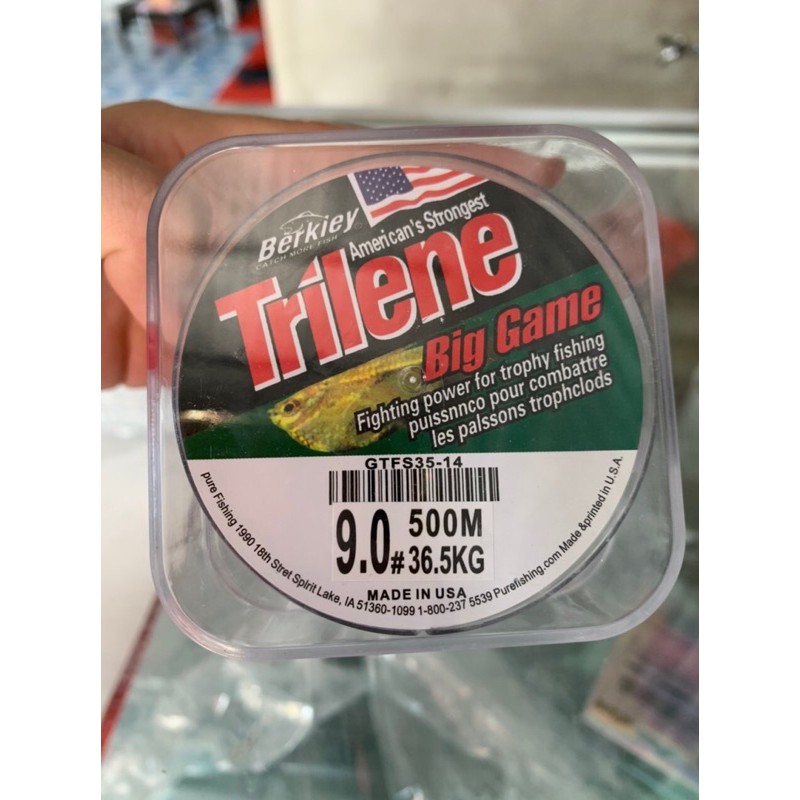 Berkiey
CATCH MORE FISH
American's Strongest
Trilene
Big Game
Fighting power for trophy fishing
puissnnco pour combattre
les palssons trophclods
GTFS35-14
9.0# 500M
36.5KG
MADE IN USA
pure Fishing 1990 18th Stret Spirit Lake, IA 51360-1099 1-800-237 5539 Purefishing.com Made &printed in U.S.A.